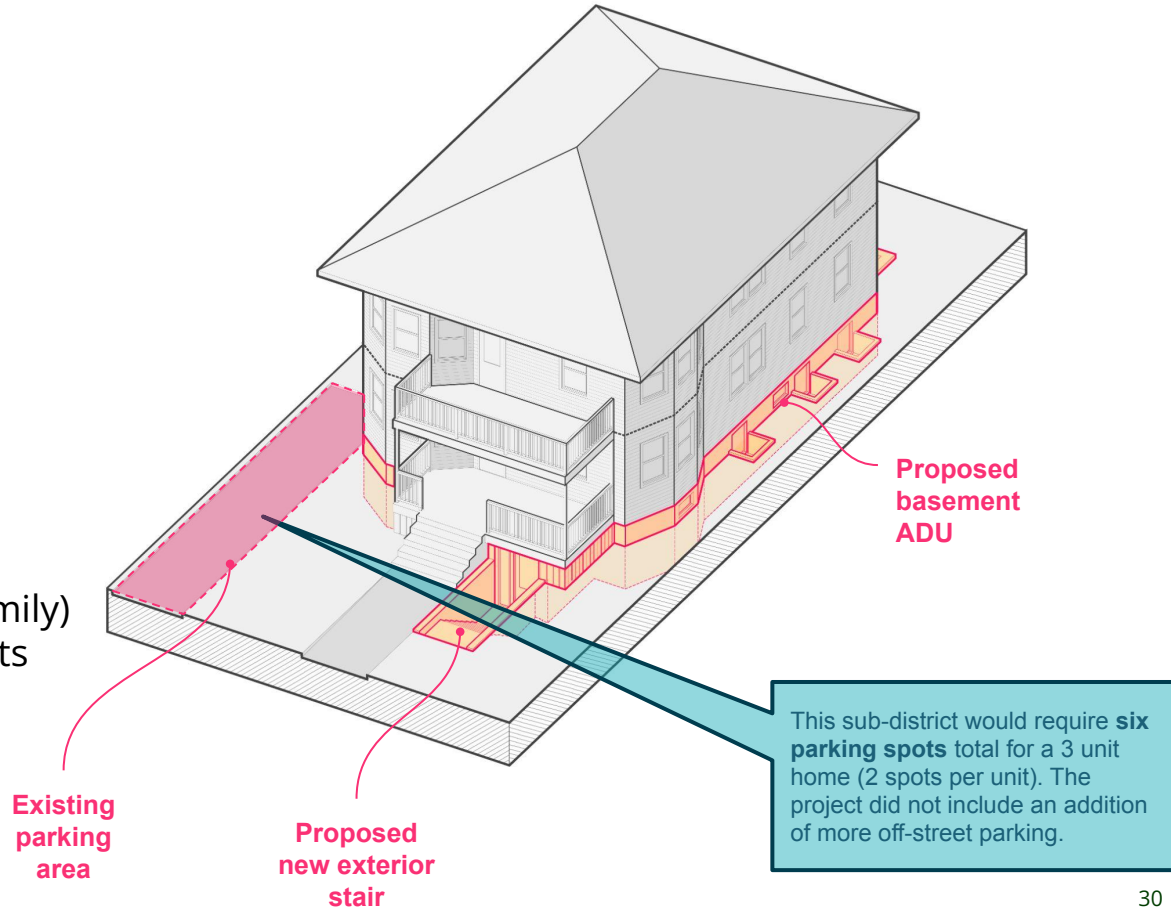 Proposed
basement
ADU
mily)
ts
Existing
parking
area
Proposed
new exterior
stair
This sub-district would require six
parking spots total for a 3 unit
home (2 spots per unit). The
project did not include an addition
of more off-street parking.
30